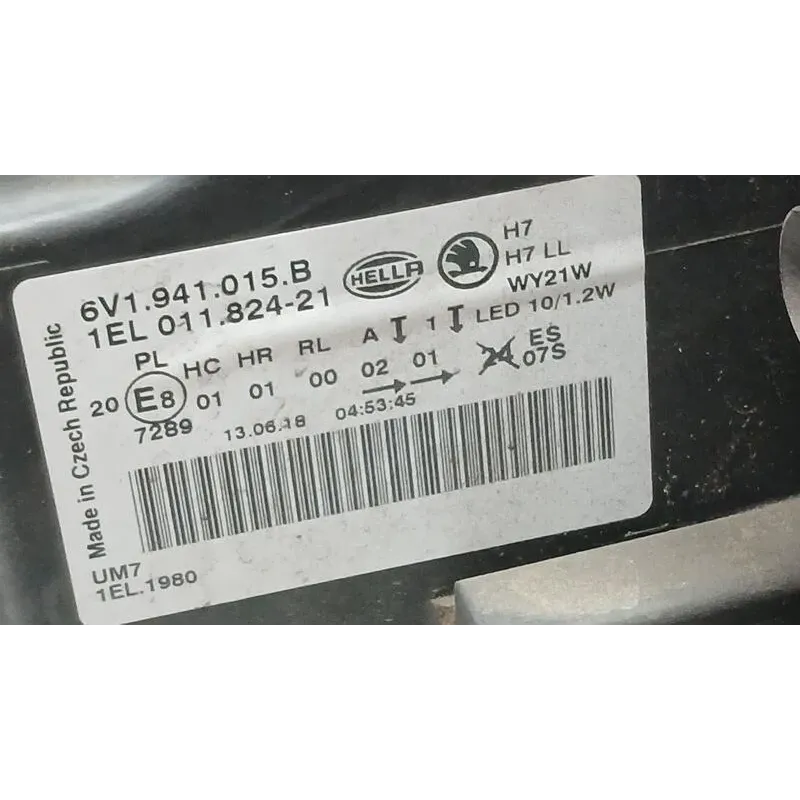 6V1.941.015.B
1EL 011.824-21
HELLA
H7
H7 LL
WY21W
LED 10/1.2W
PL HC HR RL A 1
20 E8 01 01 00 02 01 24 ES
07S
7289 13.06.18 04:53:45
UM7
1EL.1980
Made in Czech Republic